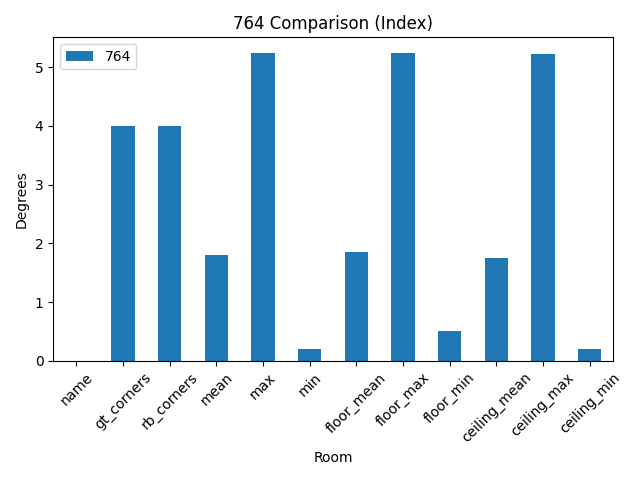 764 Comparison (Index)
764
Degrees
5
4
3
2
1
0
name
gt_corners
rb_corners
mean
max
min
floor_mean
floor_max
floor_min
ceiling_mean
ceiling_max
ceiling_min
Room